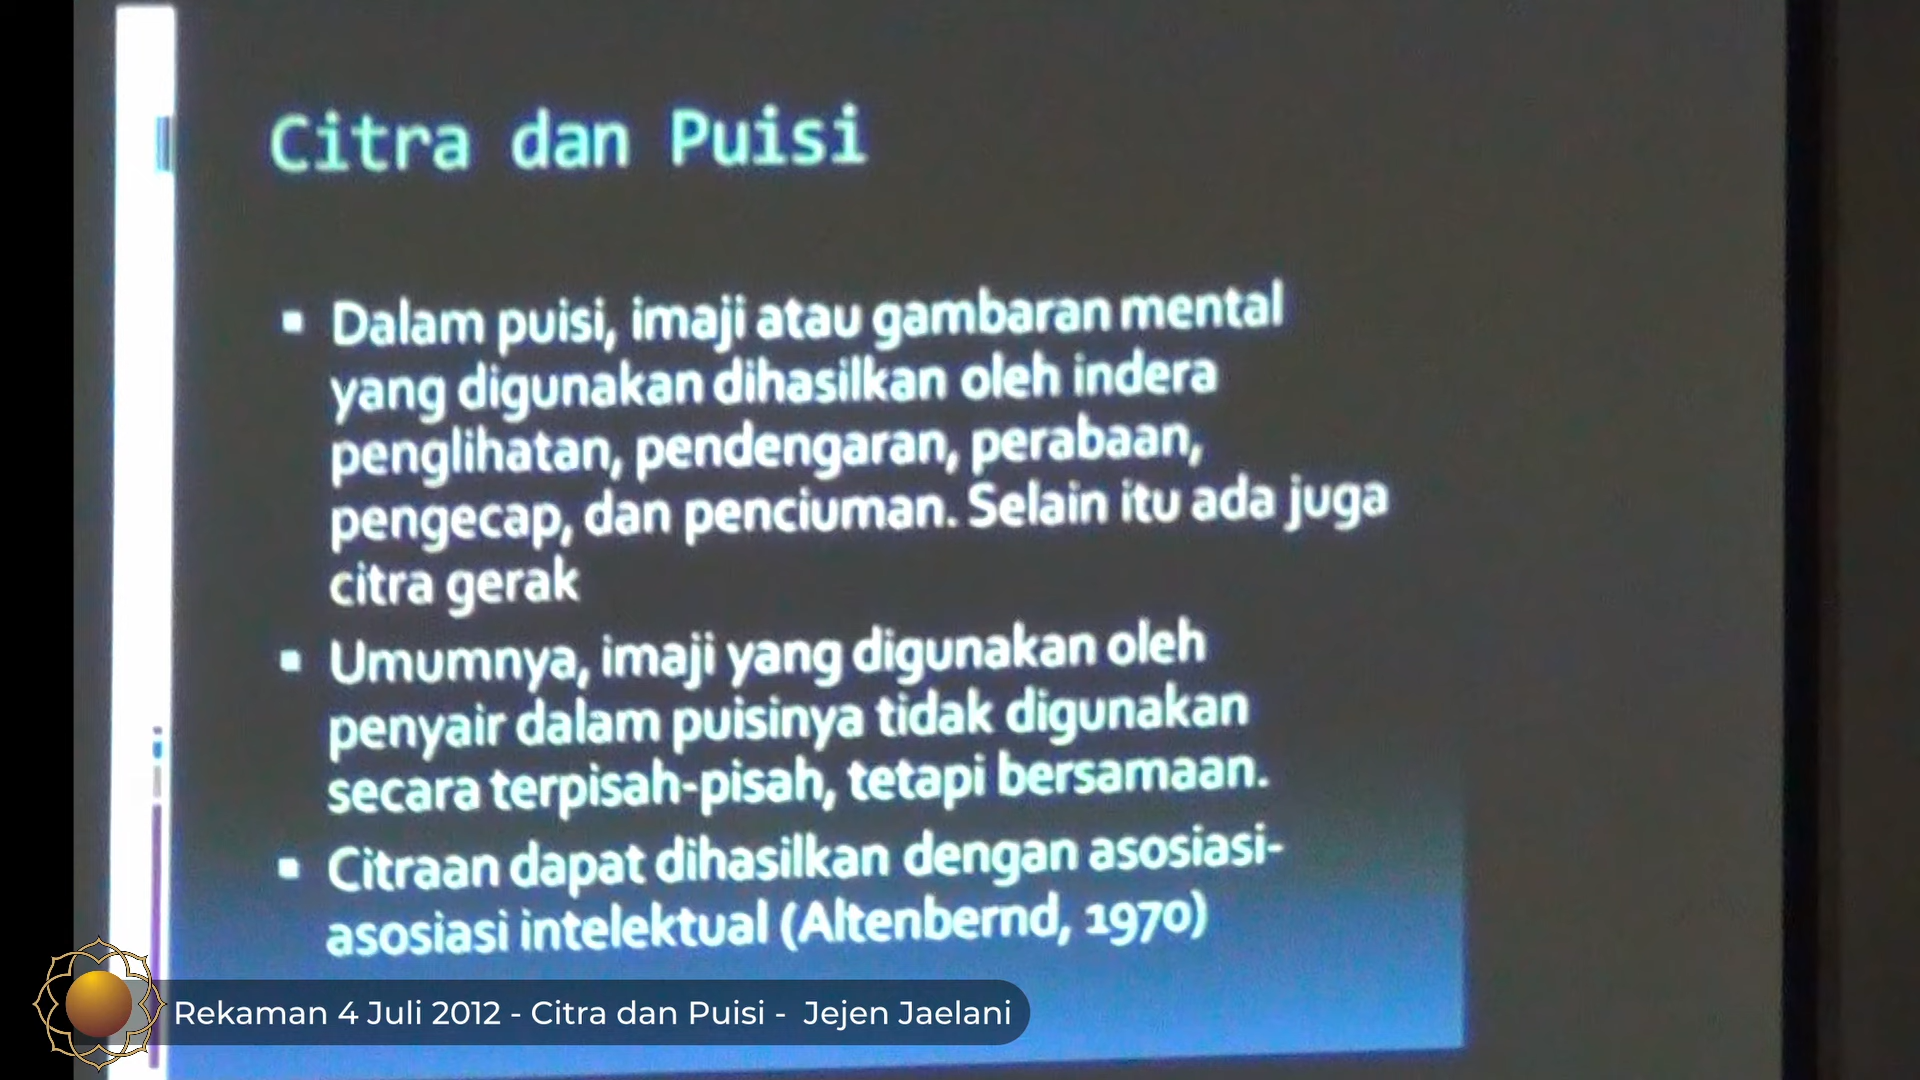 Citra dan Puisi
▪ Dalam puisi, imaji atau gambaran mental
yang digunakan dihasilkan oleh indera
penglihatan, pendengaran, perabaan,
pengecap, dan penciuman. Selain itu ada juga
citra gerak
▪ Umumnya, imaji yang digunakan oleh
penyair dalam puisinya tidak digunakan
secara terpisah-pisah, tetapi bersamaan.
▪ Citraan dapat dihasilkan dengan asosiasi-
asosiasi intelektual (Altenbernd, 1970)
Rekaman 4 Juli 2012 - Citra dan Puisi - Jejen Jaelani